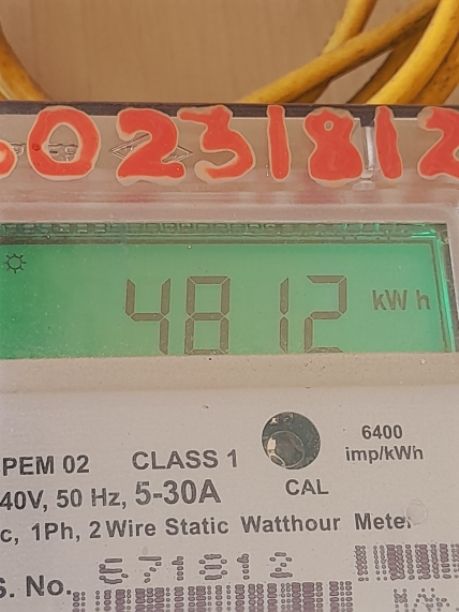 0231812
4812 kWh
6400
imp/kWh
PEM 02 CLASS 1
CAL
40V, 50 Hz, 5-30A
c, 1Ph, 2 Wire Static Watthour Meter
S. No.